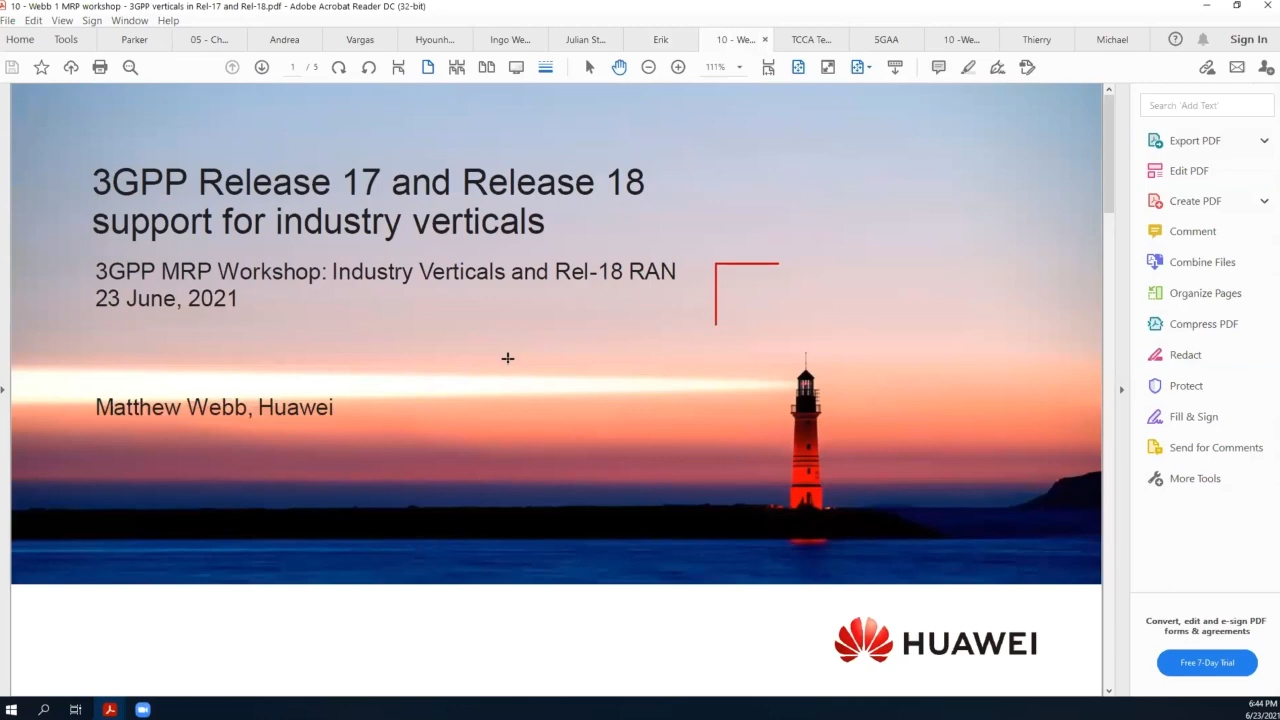 10 - Webb 1 MRP workshop - 3GPP verticals in Rel-17 and Rel-18.pdf - Adobe Acrobat Reader DC (32-bit)
File Edit View Sign Window Help
Home Tools Parker 05 - Ch... Andrea Vargas Hyounh... Ingo We... Julian St... Erik 10 - We... TCCA Te... 5GAA 10 -We... Thierry Michael Sign In
1 / 5 111%
3GPP Release 17 and Release 18
support for industry verticals
3GPP MRP Workshop: Industry Verticals and Rel-18 RAN
23 June, 2021
Matthew Webb, Huawei
HUAWEI
Search 'Add Text'
Export PDF
Edit PDF
Create PDF
Comment
Combine Files
Organize Pages
Compress PDF
Redact
Protect
Fill & Sign
Send for Comments
More Tools
Convert, edit and e-sign PDF
forms & agreements
Free 7-Day Trial
6:44 PM
6/23/2021